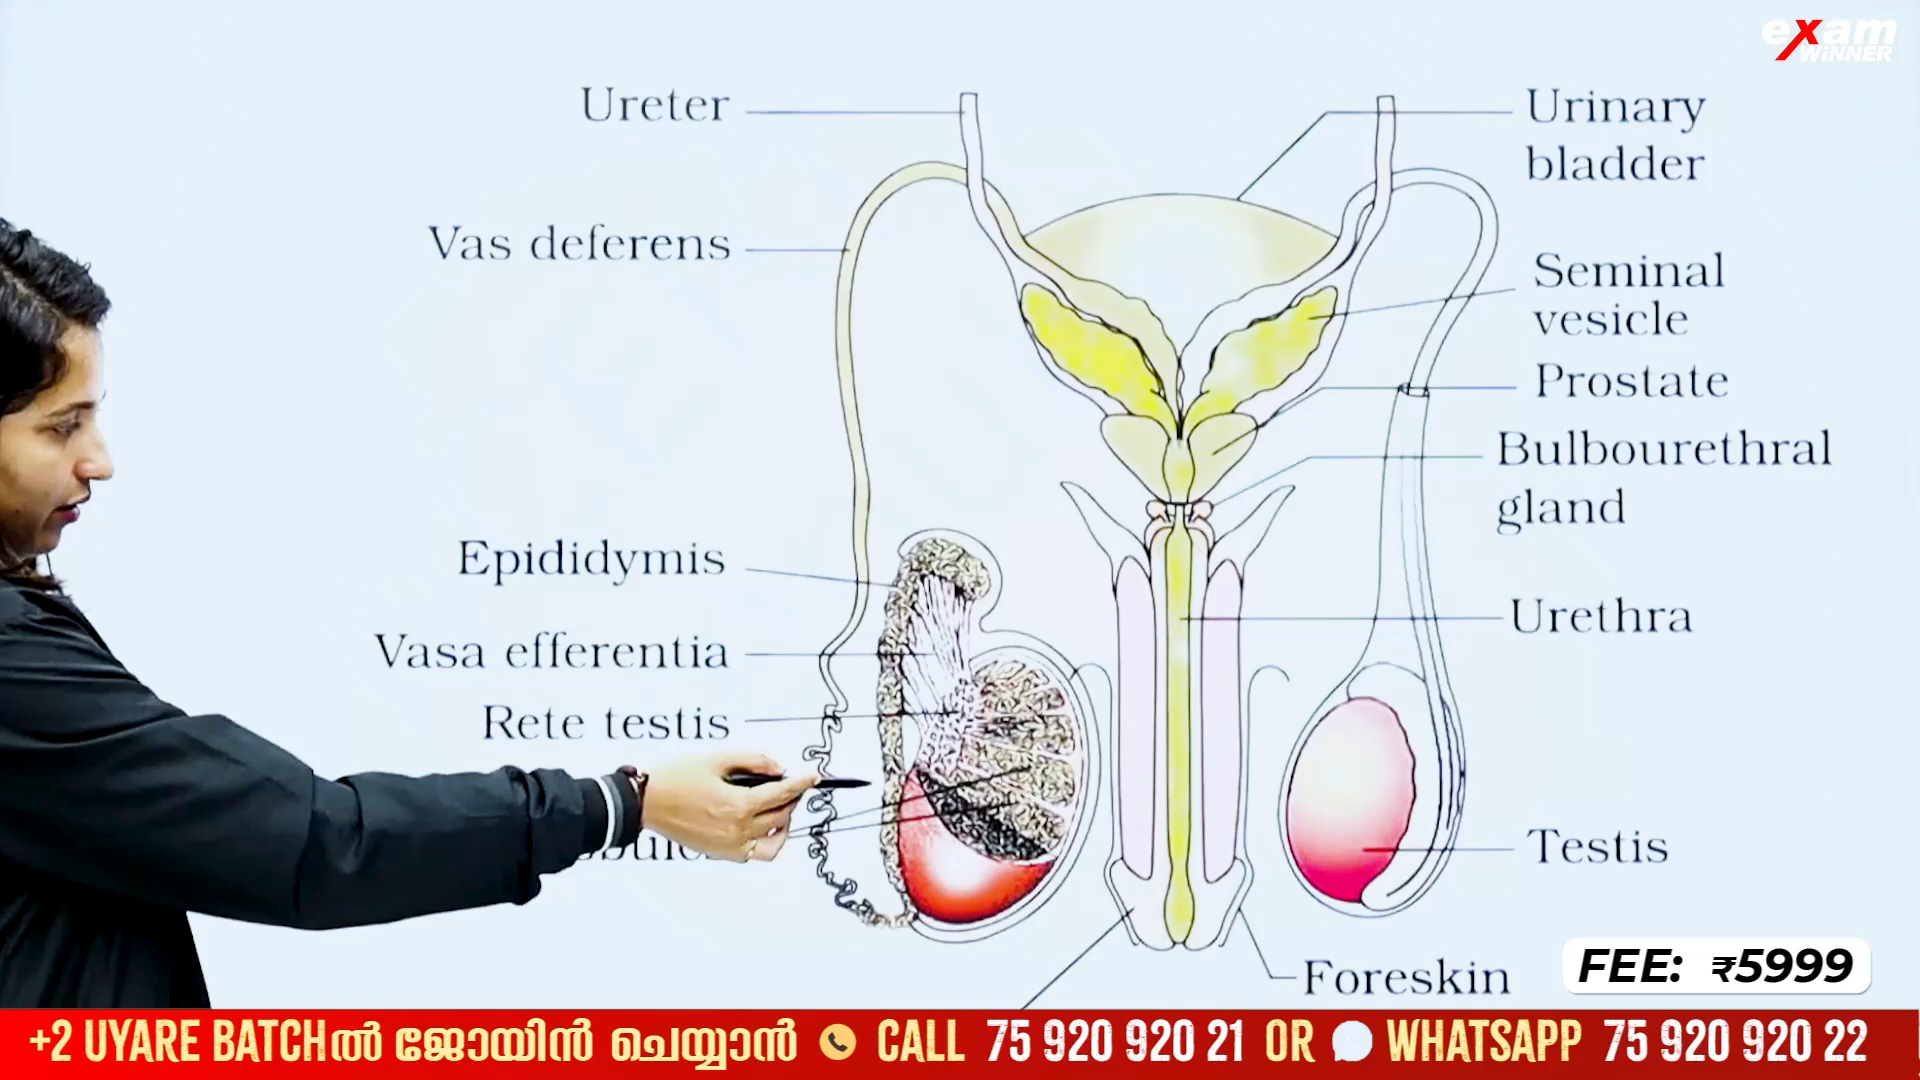 exam
WINNER
Ureter
Urinary
bladder
Vas deferens
Seminal
vesicle
Prostate
Bulbourethral
gland
Epididymis
Urethra
Vasa efferentia
Rete testis
Testis
Foreskin
FEE: ₹5999
+2 UYARE BATCHൽ ജോയിൻ ചെയ്യാൻ CALL 75 920 920 21 OR WHATSAPP 75 920 920 22